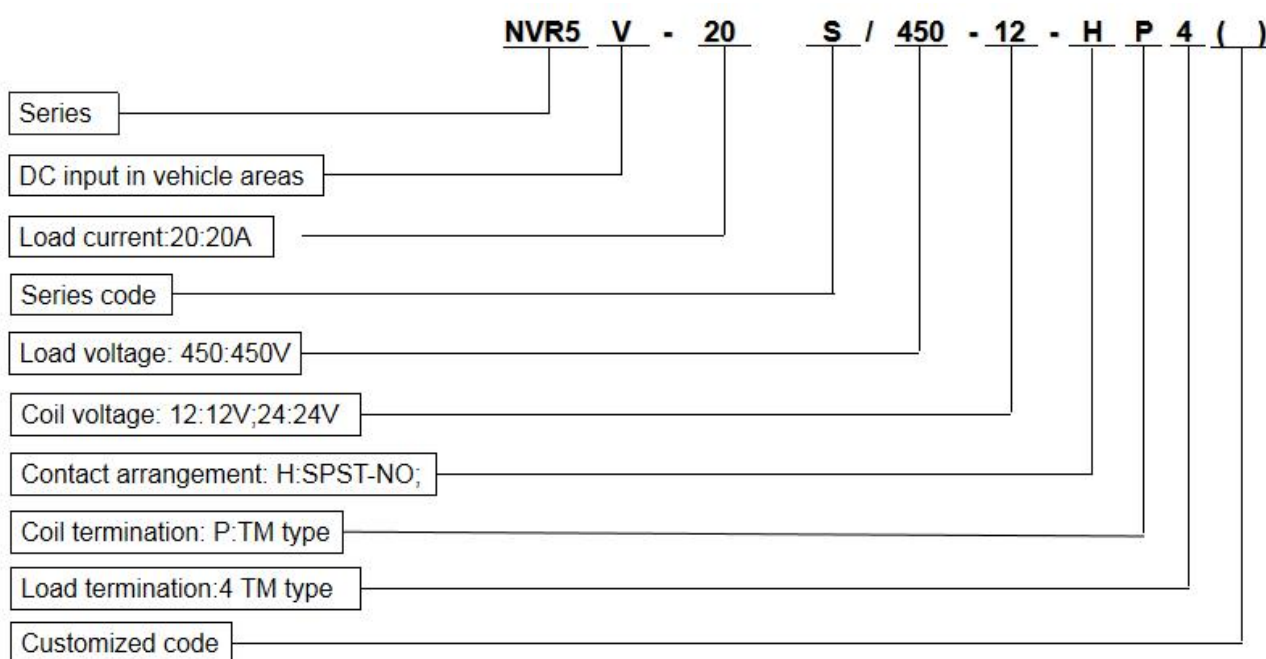 NVR5 V - 20 S / 450 - 12 - H P 4 ( )
Series
DC input in vehicle areas
Load current:20:20A
Series code
Load voltage: 450:450V
Coil voltage: 12:12V;24:24V
Contact arrangement: H:SPST-NO;
Coil termination: P:TM type
Load termination:4 TM type
Customized code